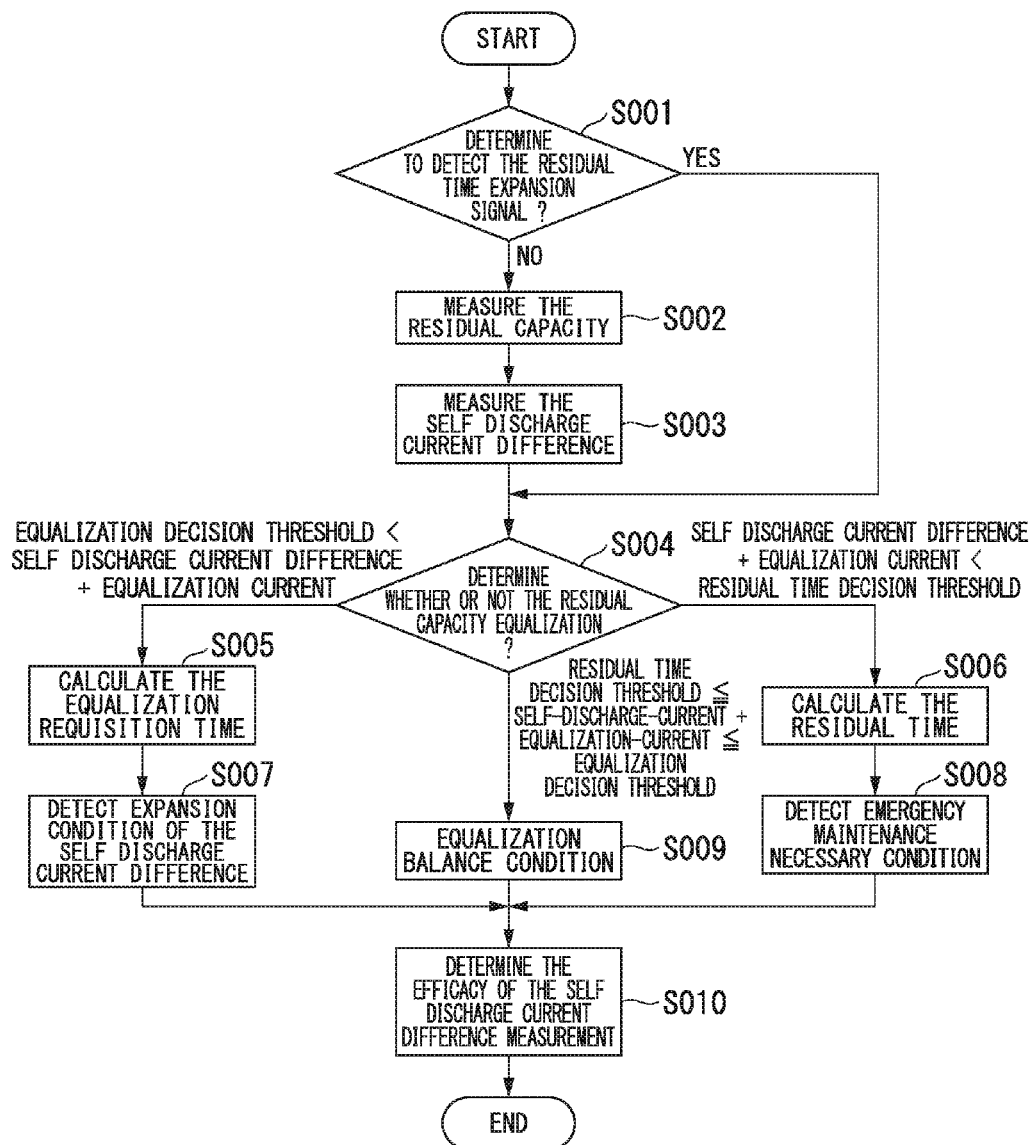 START
S001
DETERMINE
TO DETECT THE RESIDUAL
TIME EXPANSION
SIGNAL ?
YES
NO
MEASURE THE
RESIDUAL CAPACITY
S002
MEASURE THE
SELF DISCHARGE
CURRENT DIFFERENCE
S003
EQUALIZATION DECISION THRESHOLD <
SELF DISCHARGE CURRENT DIFFERENCE
+ EQUALIZATION CURRENT
S004
DETERMINE
WHETHER OR NOT THE RESIDUAL
CAPACITY EQUALIZATION
?
SELF DISCHARGE CURRENT DIFFERENCE
+ EQUALIZATION CURRENT <
RESIDUAL TIME DECISION THRESHOLD
S005
CALCULATE THE
EQUALIZATION
REQUISITION TIME
RESIDUAL TIME
DECISION THRESHOLD ≦
SELF-DISCHARGE-CURRENT +
EQUALIZATION-CURRENT ≦
EQUALIZATION
DECISION THRESHOLD
S006
CALCULATE THE
RESIDUAL TIME
S007
DETECT EXPANSION
CONDITION OF THE
SELF DISCHARGE
CURRENT DIFFERENCE
EQUALIZATION
BALANCE CONDITION
S009
S008
DETECT EMERGENCY
MAINTENANCE
NECESSARY CONDITION
DETERMINE THE
EFFICACY OF THE SELF
DISCHARGE CURRENT
DIFFERENCE MEASUREMENT
S010
END